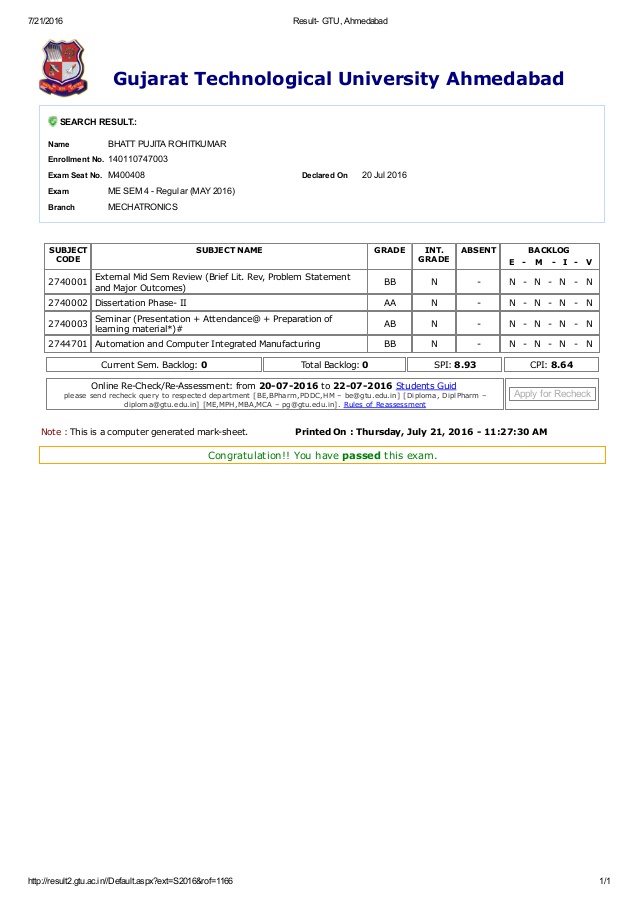 7/21/2016 Result- GTU, Ahmedabad
Gujarat Technological University Ahmedabad
SEARCH RESULT.:
Name BHATT PUJITA ROHITKUMAR
Enrollment No. 140110747003
Exam Seat No. M400408 Declared On 20 Jul 2016
Exam ME SEM 4 - Regular (MAY 2016)
Branch MECHATRONICS
SUBJECT CODE SUBJECT NAME GRADE INT. GRADE ABSENT BACKLOG
E - M - I - V
2740001 External Mid Sem Review (Brief Lit. Rev, Problem Statement and Major Outcomes) BB N - N - N - N - N
2740002 Dissertation Phase- II AA N - N - N - N - N
2740003 Seminar (Presentation + Attendance@ + Preparation of learning material*)# AB N - N - N - N - N
2744701 Automation and Computer Integrated Manufacturing BB N - N - N - N - N
Current Sem. Backlog: 0 Total Backlog: 0 SPI: 8.93 CPI: 8.64
Online Re-Check/Re-Assessment: from 20-07-2016 to 22-07-2016 Students Guid
please send recheck query to respected department [BE,BPharm,PDDC,HM – be@gtu.edu.in] [Diploma, DiplPharm –
diploma@gtu.edu.in] [ME,MPH,MBA,MCA – pg@gtu.edu.in]. Rules of Reassessment
Apply for Recheck
Note : This is a computer generated mark-sheet. Printed On : Thursday, July 21, 2016 - 11:27:30 AM
Congratulation!! You have passed this exam.
http://result2.gtu.ac.in//Default.aspx?ext=S2016&rof=1166 1/1